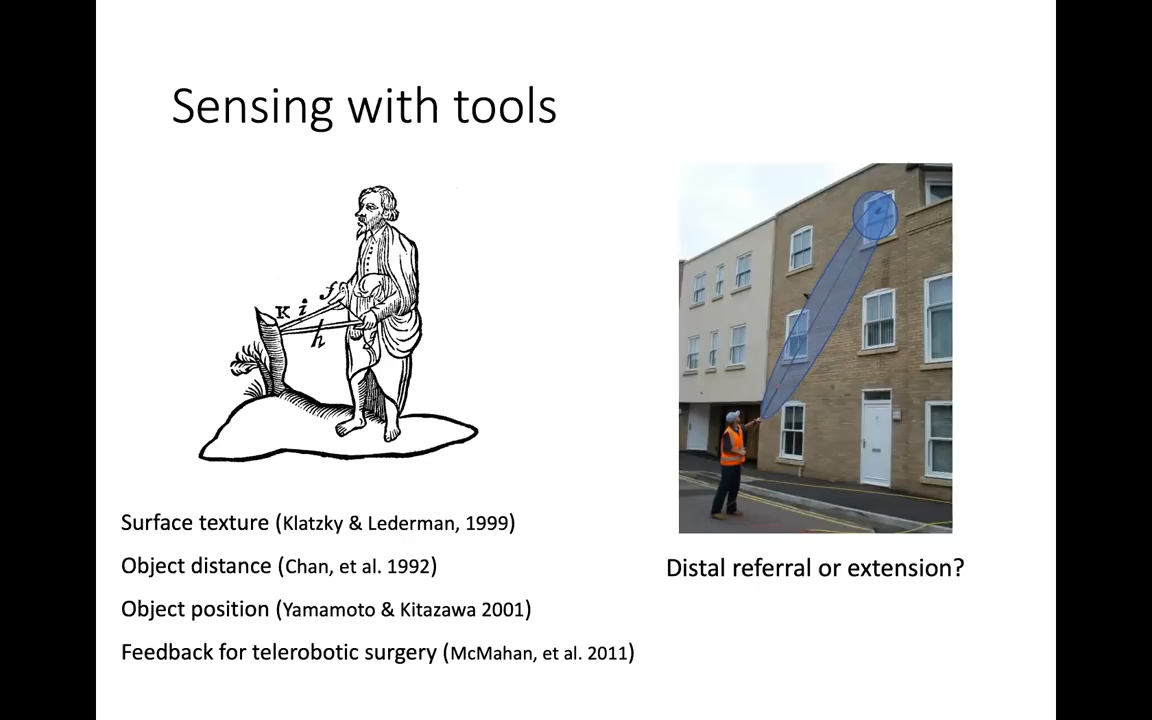 Sensing with tools
K i f
h
Surface texture (Klatzky & Lederman, 1999)
Object distance (Chan, et al. 1992)
Object position (Yamamoto & Kitazawa 2001)
Feedback for telerobotic surgery (McMahan, et al. 2011)
Distal referral or extension?